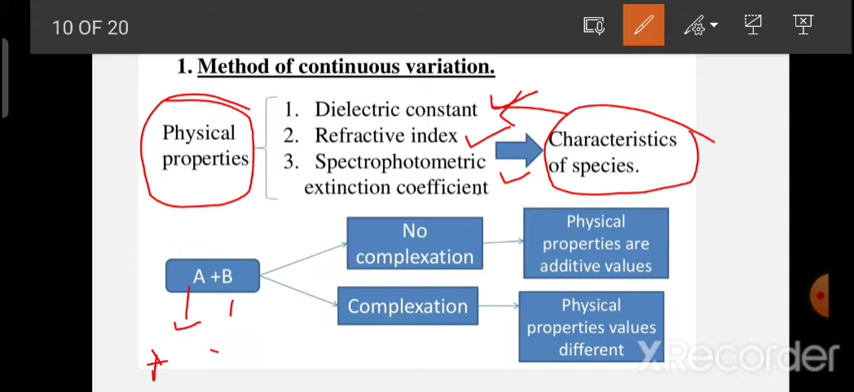 10 OF 20
1. Method of continuous variation.
Physical
properties
1. Dielectric constant
2. Refractive index
3. Spectrophotometric
extinction coefficient
Characteristics
of species.
A +B
No
complexation
Physical
properties are
additive values
Complexation
Physical
properties values
different
XRecorder